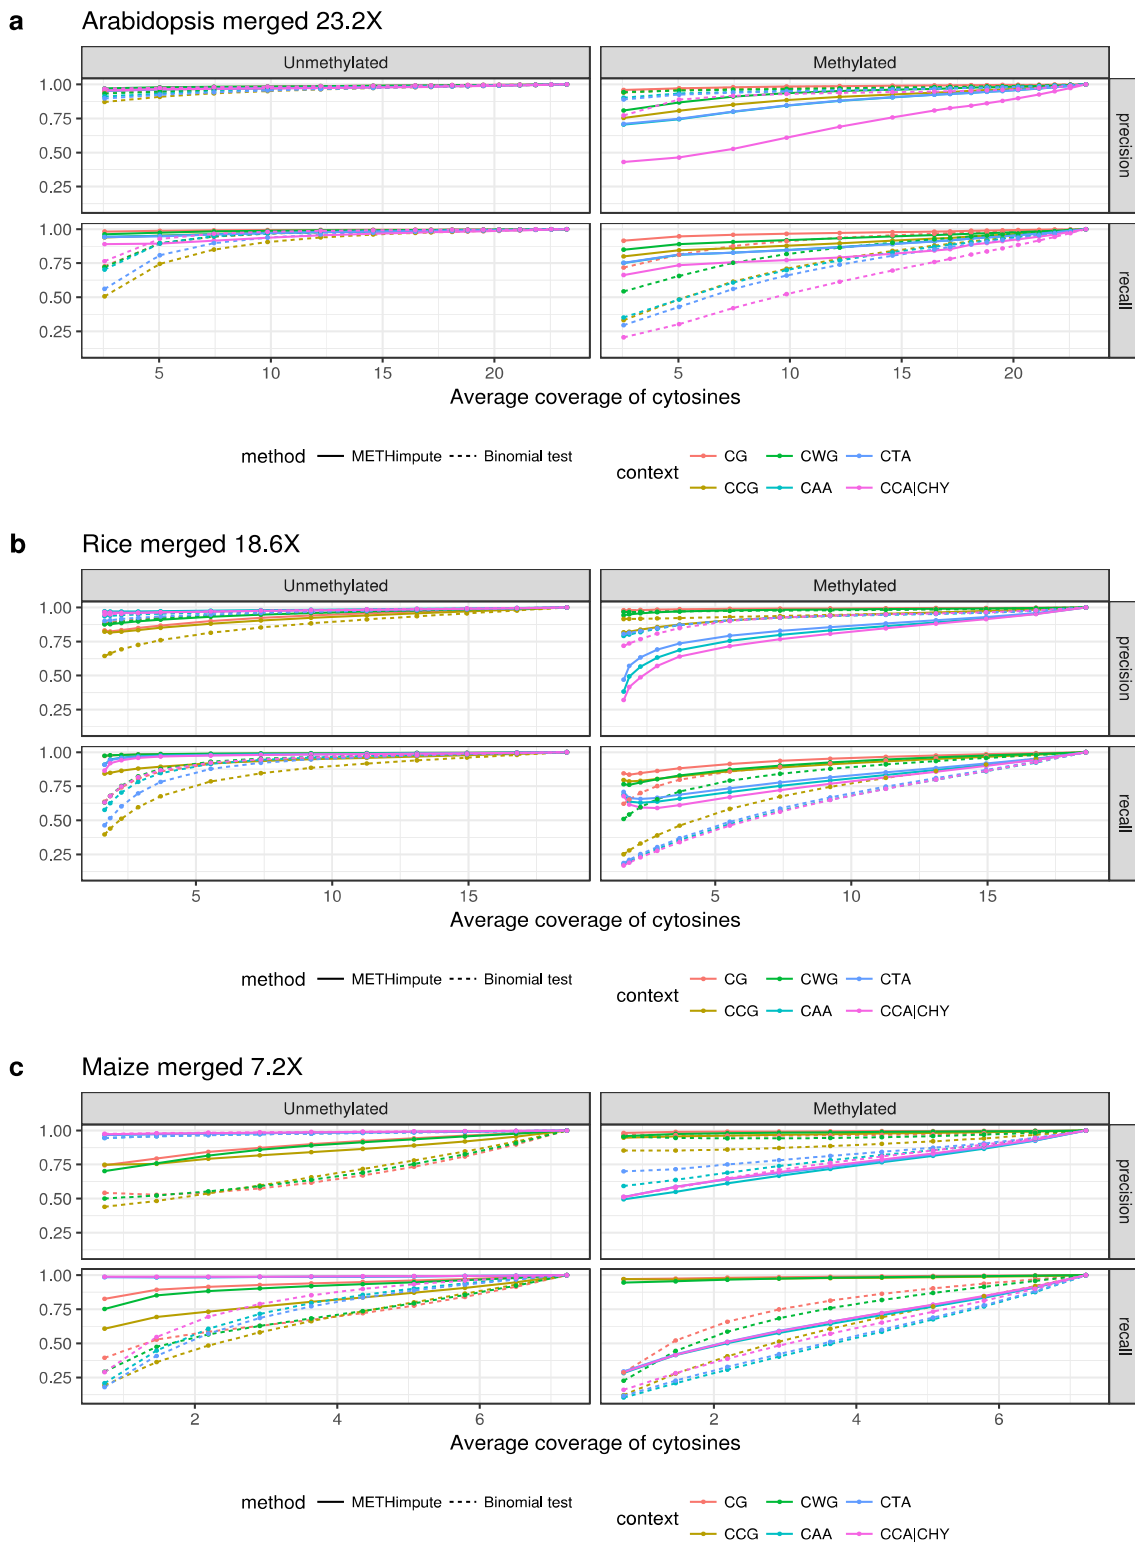 a Arabidopsis merged 23.2X
Unmethylated Methylated
1.00
0.75
0.50
0.25
precision
1.00
0.75
0.50
0.25
recall
5 10 15 20 5 10 15 20
Average coverage of cytosines
method METHimpute Binomial test
context CG CWG CTA
CCG CAA CCA|CHY
b Rice merged 18.6X
Unmethylated Methylated
1.00
0.75
0.50
0.25
precision
1.00
0.75
0.50
0.25
recall
5 10 15 5 10 15
Average coverage of cytosines
method METHimpute Binomial test
context CG CWG CTA
CCG CAA CCA|CHY
c Maize merged 7.2X
Unmethylated Methylated
1.00
0.75
0.50
0.25
precision
1.00
0.75
0.50
0.25
recall
2 4 6 2 4 6
Average coverage of cytosines
method METHimpute Binomial test
context CG CWG CTA
CCG CAA CCA|CHY